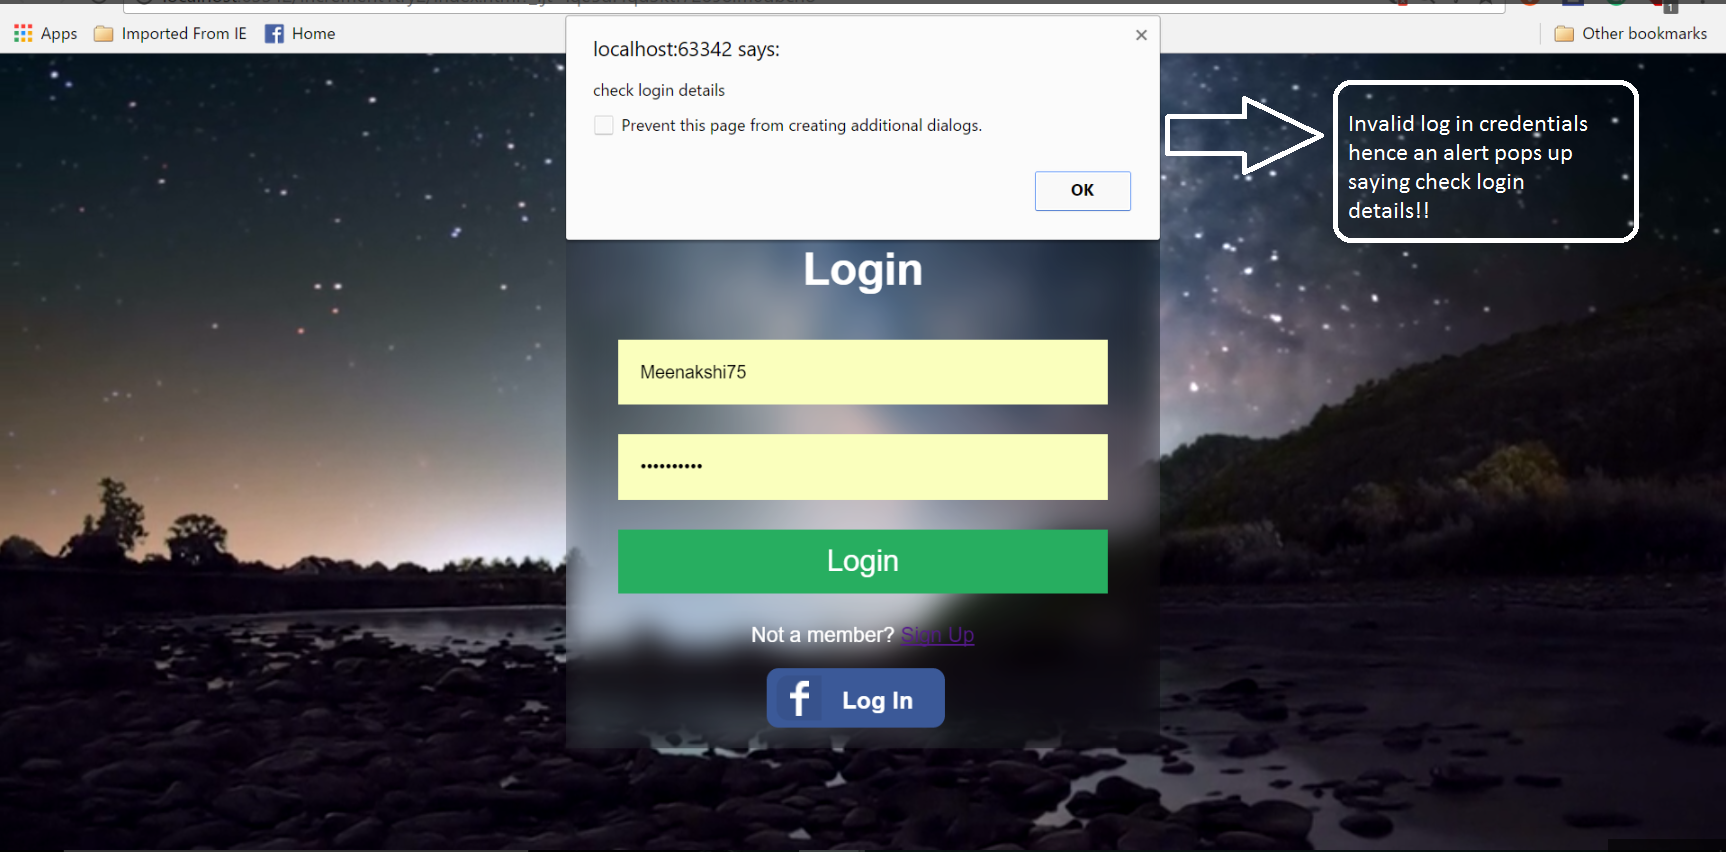 Apps
Imported From IE
Home
Other bookmarks
1
localhost:63342 says:
check login details
Prevent this page from creating additional dialogs.
OK
Invalid log in credentials
hence an alert pops up
saying check login
details!!
Login
Meenakshi75
••••••••••
Login
Not a member? Sign Up
f Log In